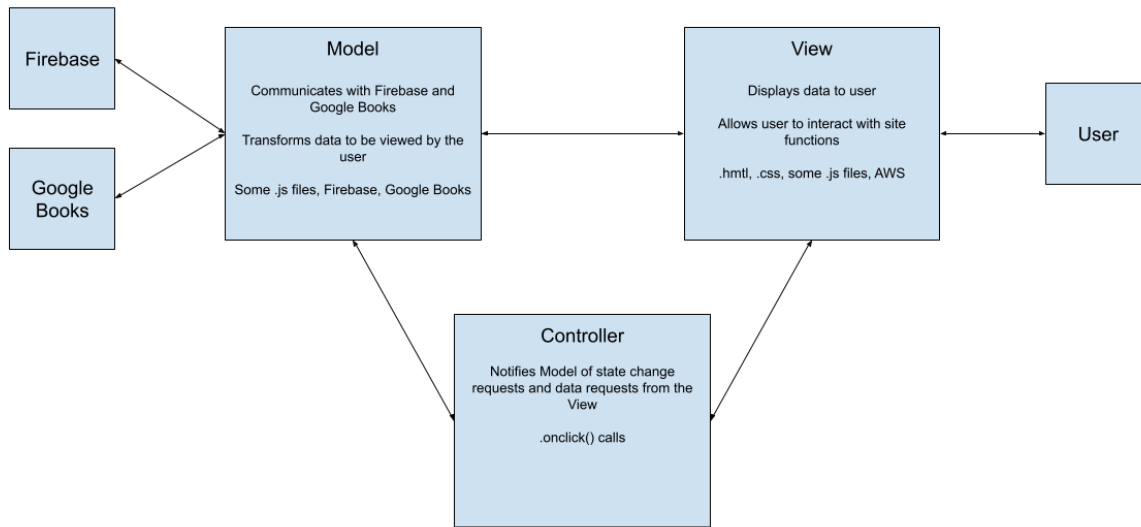 Firebase
Google
Books
Model
Communicates with Firebase and
Google Books
Transforms data to be viewed by the
user
Some .js files, Firebase, Google Books
View
Displays data to user
Allows user to interact with site
functions
.hmtl, .css, some .js files, AWS
User
Controller
Notifies Model of state change
requests and data requests from the
View
.onclick() calls